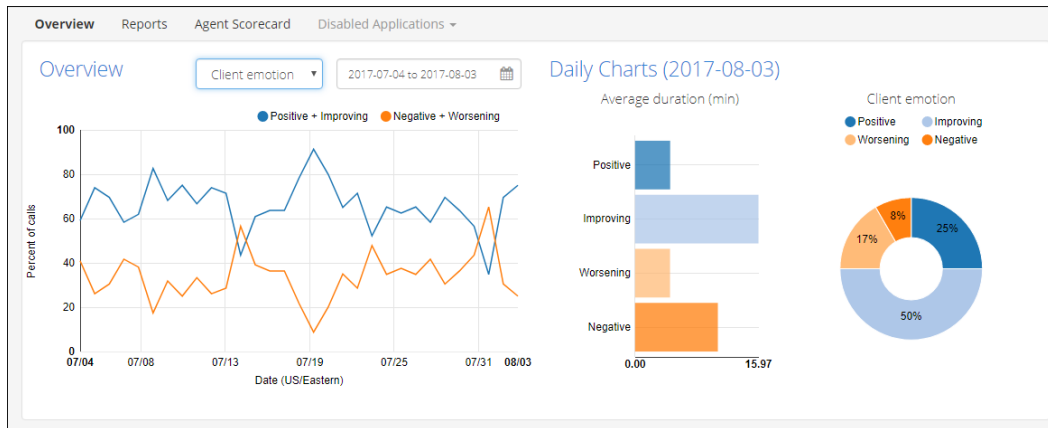 Overview Reports Agent Scorecard Disabled Applications
Overview
Client emotion
2017-07-04 to 2017-08-03
Positive + Improving Negative + Worsening
Percent of calls
100
80
60
40
20
0
07/04 07/08 07/13 07/19 07/25 07/31 08/03
Date (US/Eastern)
Daily Charts (2017-08-03)
Average duration (min)
Positive
Improving
Worsening
Negative
0.00 15.97
Client emotion
Positive Improving
Worsening Negative
8%
25%
17%
50%